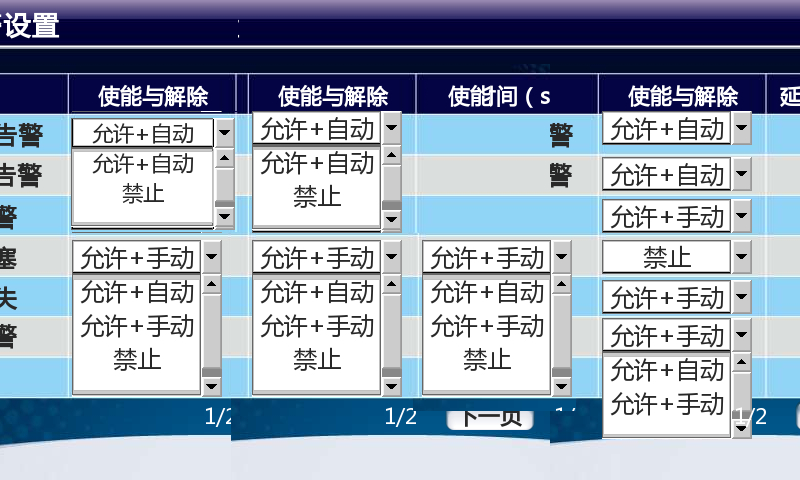 设置
使能与解除 使能与解除 使能时间（s 使能与解除 延
告警 允许+自动 允许+自动 警 允许+自动
允许+自动 允许+自动
告警 警 允许+自动
禁止 禁止
警 允许+手动
塞 允许+手动 允许+手动 允许+手动 禁止
失 允许+自动 允许+自动 允许+自动 允许+手动
警 允许+手动 允许+手动 允许+手动 允许+手动
禁止 禁止 禁止 允许+自动
允许+手动
1/2 1/2 下一页 1/2